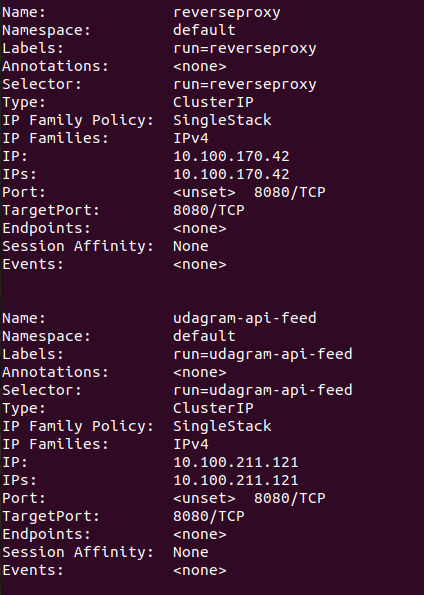 Name: reverseproxy
Namespace: default
Labels: run=reverseproxy
Annotations: <none>
Selector: run=reverseproxy
Type: ClusterIP
IP Family Policy: SingleStack
IP Families: IPv4
IP: 10.100.170.42
IPs: 10.100.170.42
Port: <unset> 8080/TCP
TargetPort: 8080/TCP
Endpoints: <none>
Session Affinity: None
Events: <none>
Name: udagram-api-feed
Namespace: default
Labels: run=udagram-api-feed
Annotations: <none>
Selector: run=udagram-api-feed
Type: ClusterIP
IP Family Policy: SingleStack
IP Families: IPv4
IP: 10.100.211.121
IPs: 10.100.211.121
Port: <unset> 8080/TCP
TargetPort: 8080/TCP
Endpoints: <none>
Session Affinity: None
Events: <none>